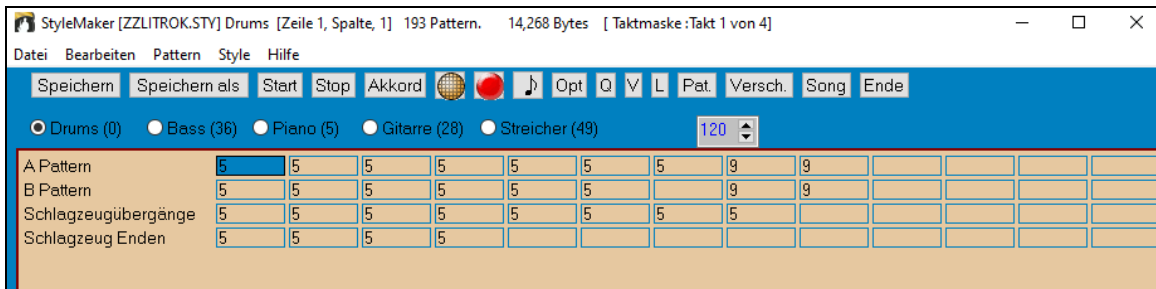 StyleMaker [ZZLITROK.STY] Drums [Zeile 1, Spalte, 1] 193 Pattern. 14,268 Bytes [ Taktmaske :Takt 1 von 4]
Datei Bearbeiten Pattern Style Hilfe
Speichern Speichern als Start Stop Akkord Opt Q V L Pat. Versch. Song Ende
Drums (0) Bass (36) Piano (5) Gitarre (28) Streicher (49) 120
A Pattern 5 5 5 5 5 5 5 9 9
B Pattern 5 5 5 5 5 5 9 9
Schlagzeugübergänge 5 5 5 5 5 5 5 5
Schlagzeug Enden 5 5 5 5